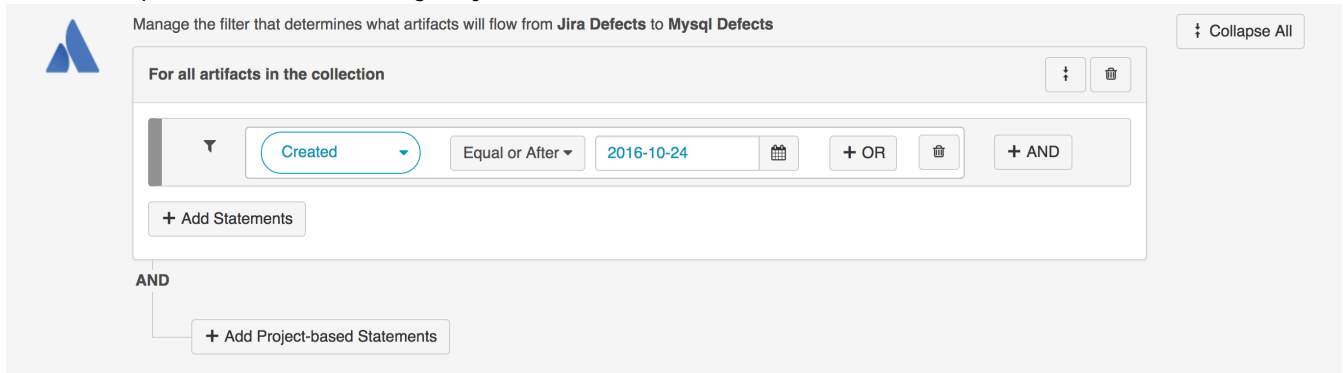 Manage the filter that determines what artifacts will flow from Jira Defects to Mysql Defects
Collapse All
For all artifacts in the collection
Created Equal or After 2016-10-24 + OR + AND
+ Add Statements
AND
+ Add Project-based Statements